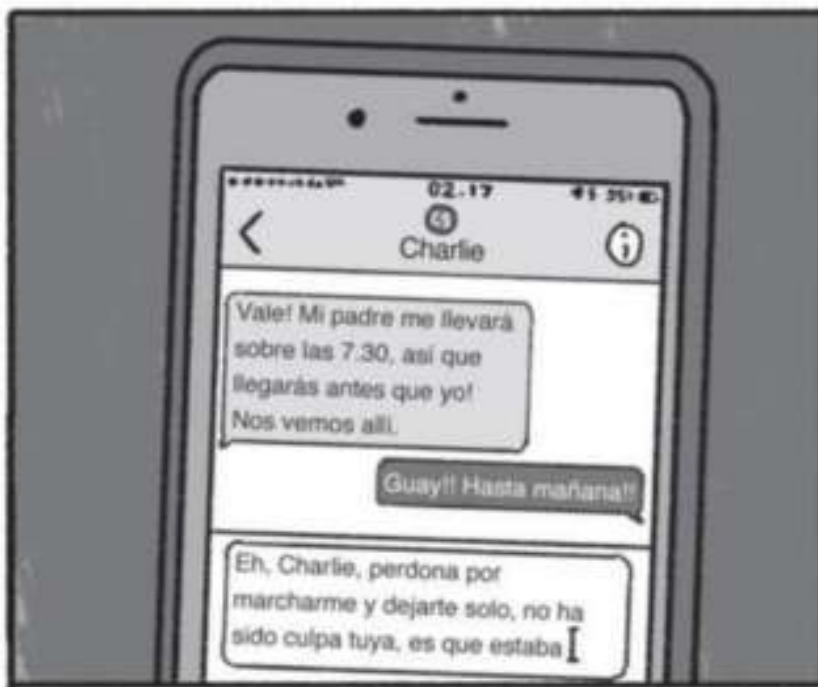 02.17
Charlie
Vale! Mi padre me llevará
sobre las 7.30, así que
llegarás antes que yo!
Nos vemos allí.
Guay!! Hasta mañana!!
Eh, Charlie, perdona por
marcharme y dejarte solo, no ha
sido culpa tuya, es que estaba